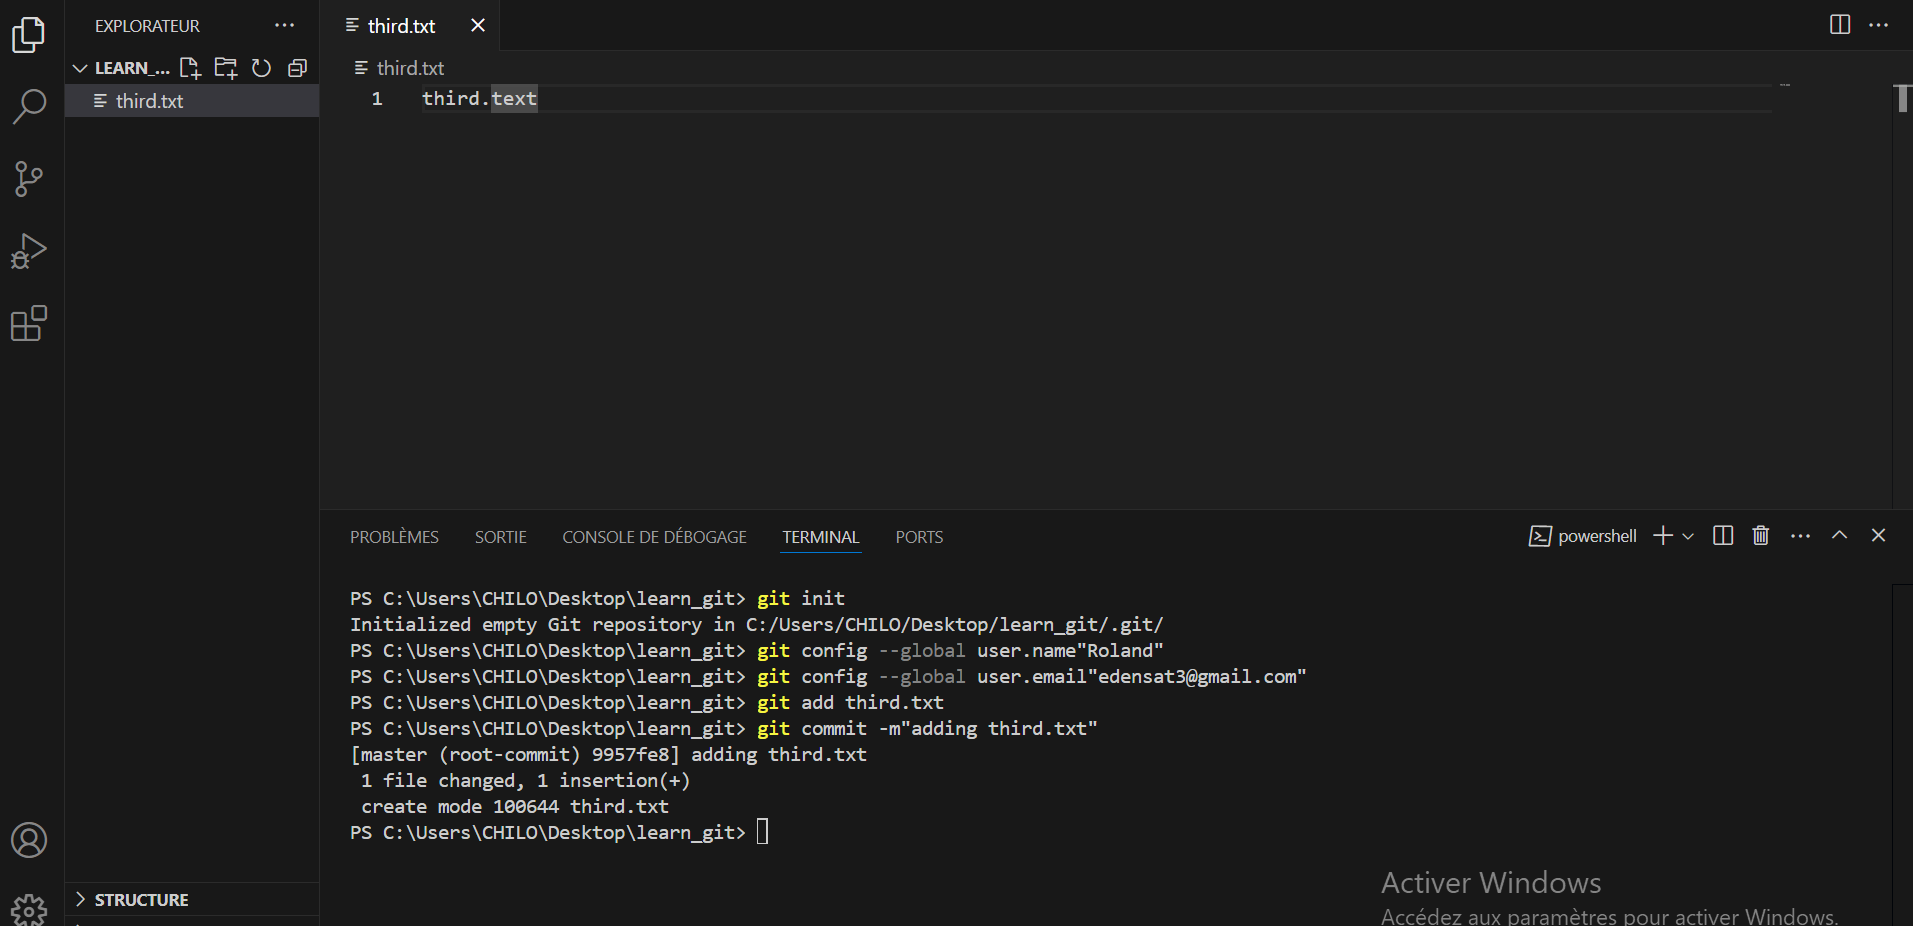 EXPLORATEUR
LEARN_...
third.txt
STRUCTURE
third.txt
third.txt
1 third.text
PROBLÈMES SORTIE CONSOLE DE DÉBOGAGE TERMINAL PORTS
powershell
PS C:\Users\CHILO\Desktop\learn_git> git init
Initialized empty Git repository in C:/Users/CHILO/Desktop/learn_git/.git/
PS C:\Users\CHILO\Desktop\learn_git> git config --global user.name"Roland"
PS C:\Users\CHILO\Desktop\learn_git> git config --global user.email"edensat3@gmail.com"
PS C:\Users\CHILO\Desktop\learn_git> git add third.txt
PS C:\Users\CHILO\Desktop\learn_git> git commit -m"adding third.txt"
[master (root-commit) 9957fe8] adding third.txt
 1 file changed, 1 insertion(+)
 create mode 100644 third.txt
PS C:\Users\CHILO\Desktop\learn_git>
Activer Windows
Accédez aux paramètres pour activer Windows.